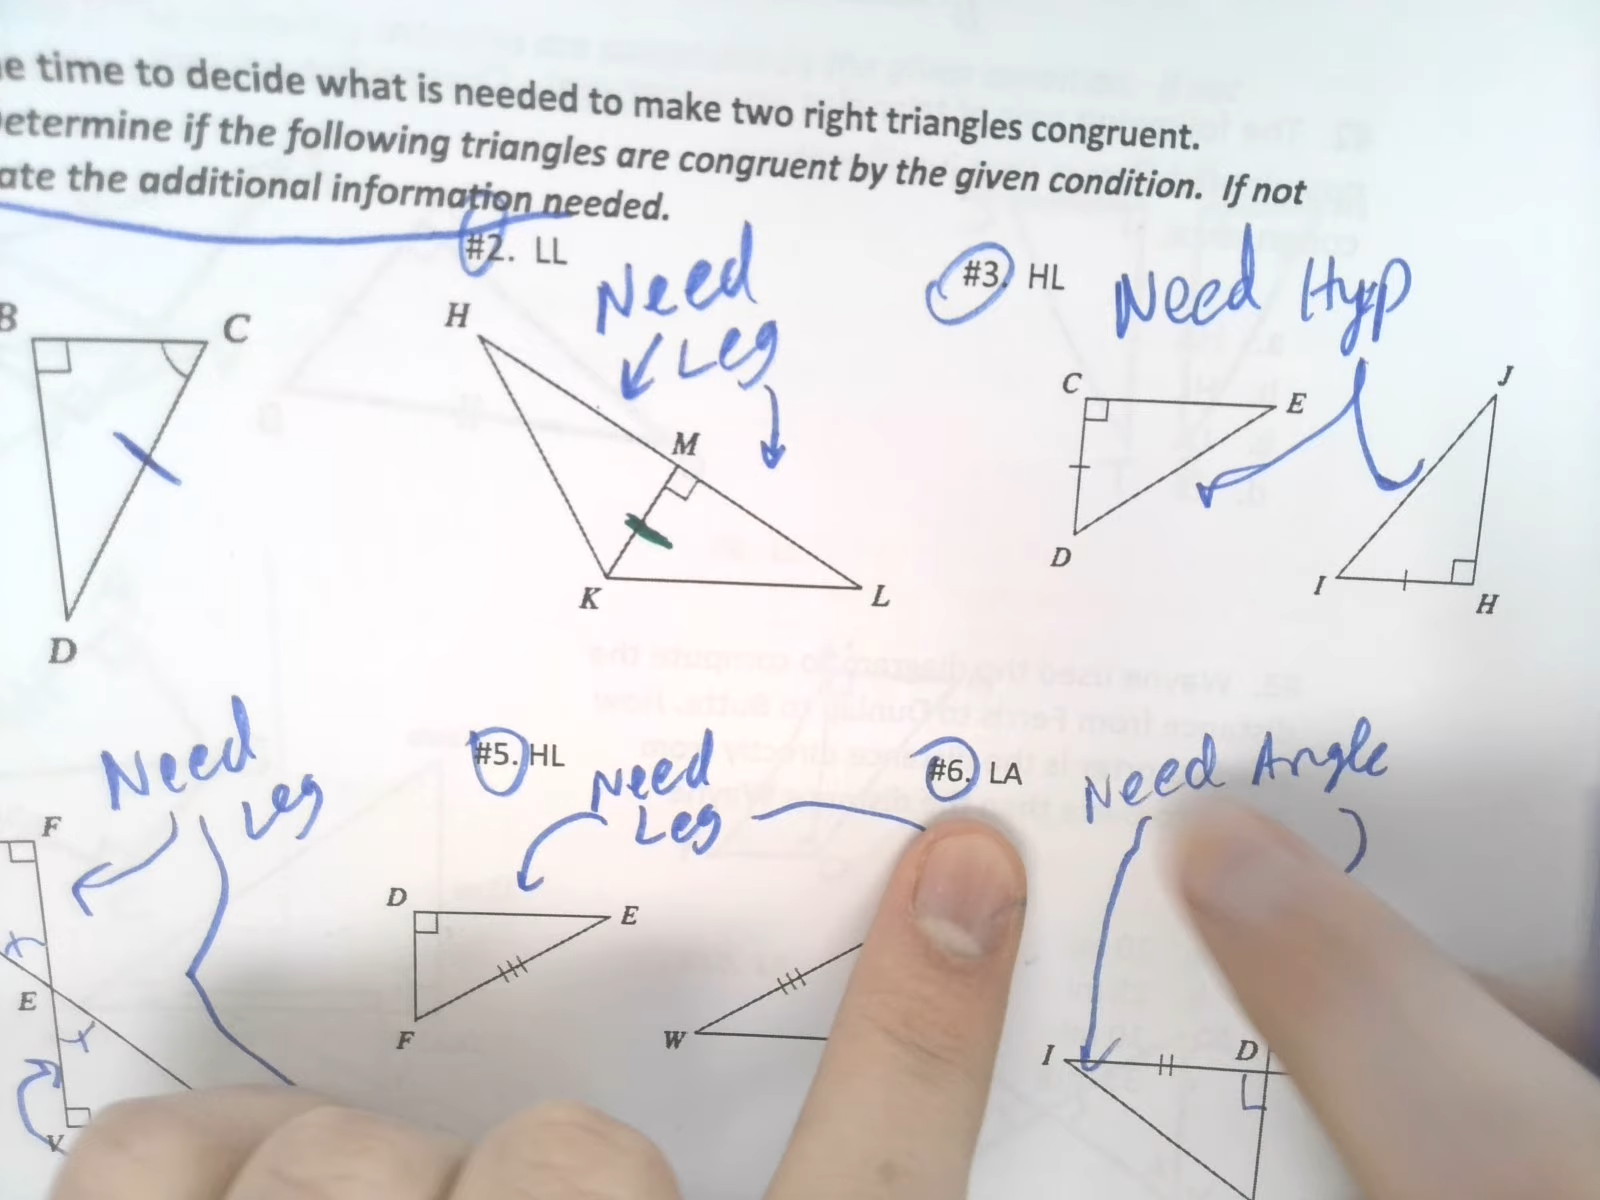 e time to decide what is needed to make two right triangles congruent.
etermine if the following triangles are congruent by the given condition. If not
ate the additional information needed.
#2. LL
Need
Leg
#3. HL
Need Hyp
B
C
D
H
M
K
L
C
E
D
J
I
H
Need
Leg
#5. HL
Need
Leg
#6. LA
Need Angle
F
E
V
D
E
F
W
I
D